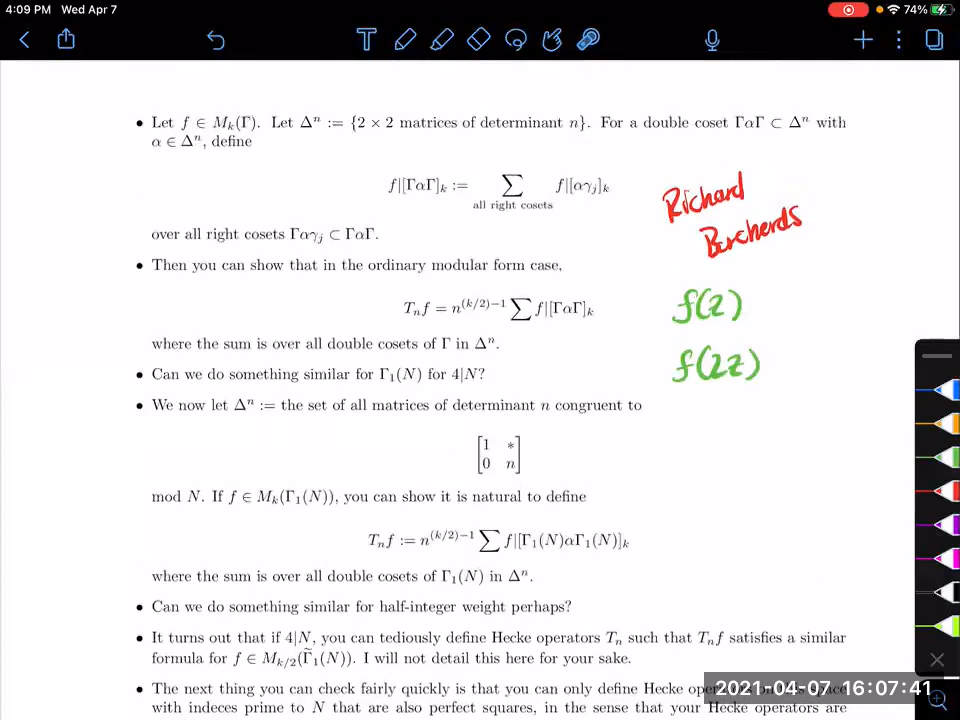 4:09 PM Wed Apr 7
74%
• Let f ∈ M_k(Γ). Let Δ^n := {2 × 2 matrices of determinant n}. For a double coset ΓαΓ ⊂ Δ^n with
α ∈ Δ^n, define
f|[ΓαΓ]_k := ∑ f|[αγ_j]_k
all right cosets
Richard
Borcherds
over all right cosets Γαγ_j ⊂ ΓαΓ.
• Then you can show that in the ordinary modular form case,
T_n f = n^{(k/2)−1} ∑ f|[ΓαΓ]_k
f(z)
where the sum is over all double cosets of Γ in Δ^n.
f(2z)
• Can we do something similar for Γ_1(N) for 4|N?
• We now let Δ^n := the set of all matrices of determinant n congruent to
[1 *]
[0 n]
mod N. If f ∈ M_k(Γ_1(N)), you can show it is natural to define
T_n f := n^{(k/2)−1} ∑ f|[Γ_1(N)αΓ_1(N)]_k
where the sum is over all double cosets of Γ_1(N) in Δ^n.
• Can we do something similar for half-integer weight perhaps?
• It turns out that if 4|N, you can tediously define Hecke operators T_n such that T_n f satisfies a similar
formula for f ∈ M_{k/2}(Γ̃_1(N)). I will not detail this here for your sake.
• The next thing you can check fairly quickly is that you can only define Hecke
with indeces prime to N that are also perfect squares, in the sense that your Hecke operators are
2021-04-07 16:07:41